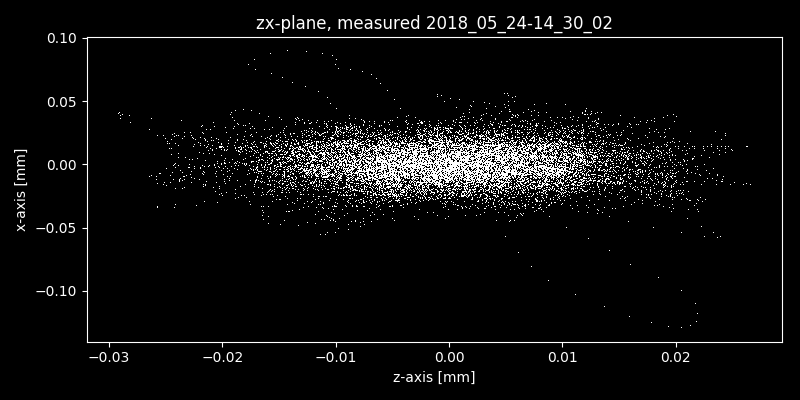 zx-plane, measured 2018_05_24-14_30_02
0.10
0.05
0.00
−0.05
−0.10
x-axis [mm]
−0.03 −0.02 −0.01 0.00 0.01 0.02
z-axis [mm]